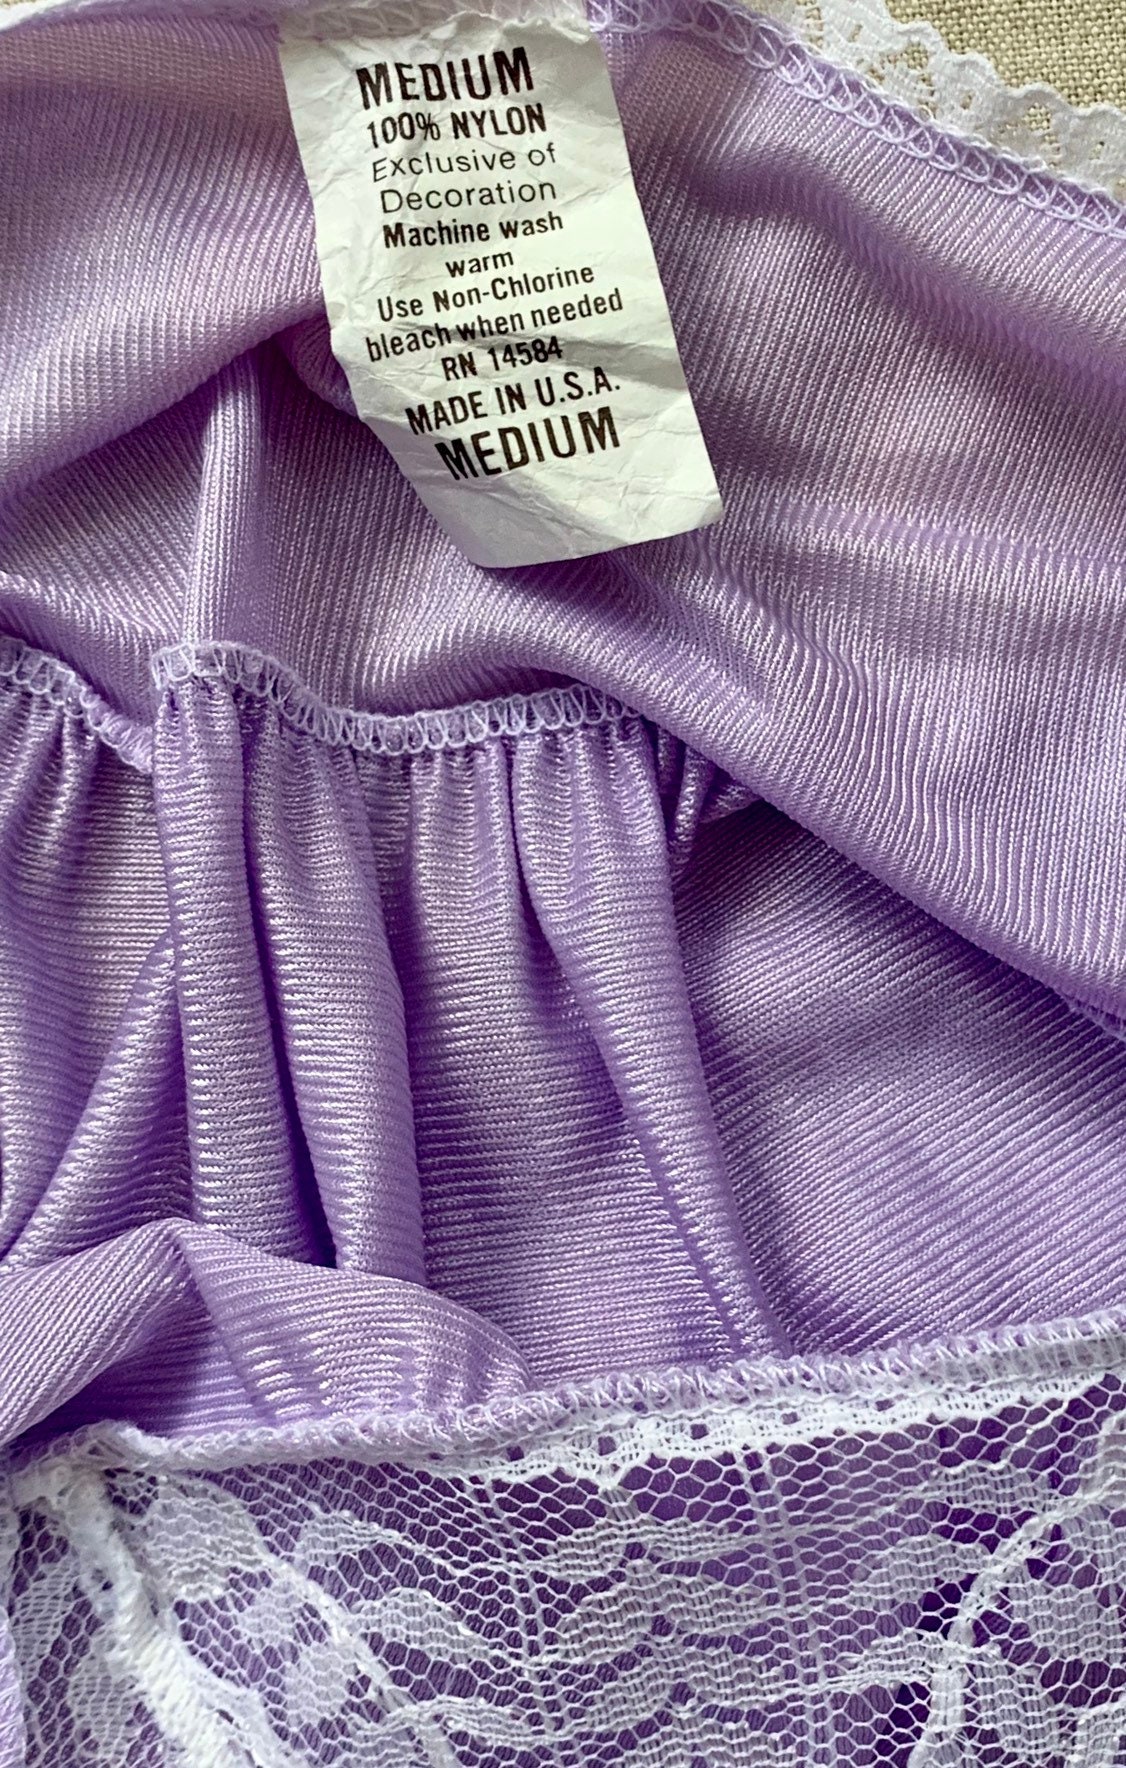 MEDIUM
100% NYLON
Exclusive of
Decoration
Machine wash
warm
Use Non-Chlorine
bleach when needed
RN 14584
MADE IN U.S.A.
MEDIUM